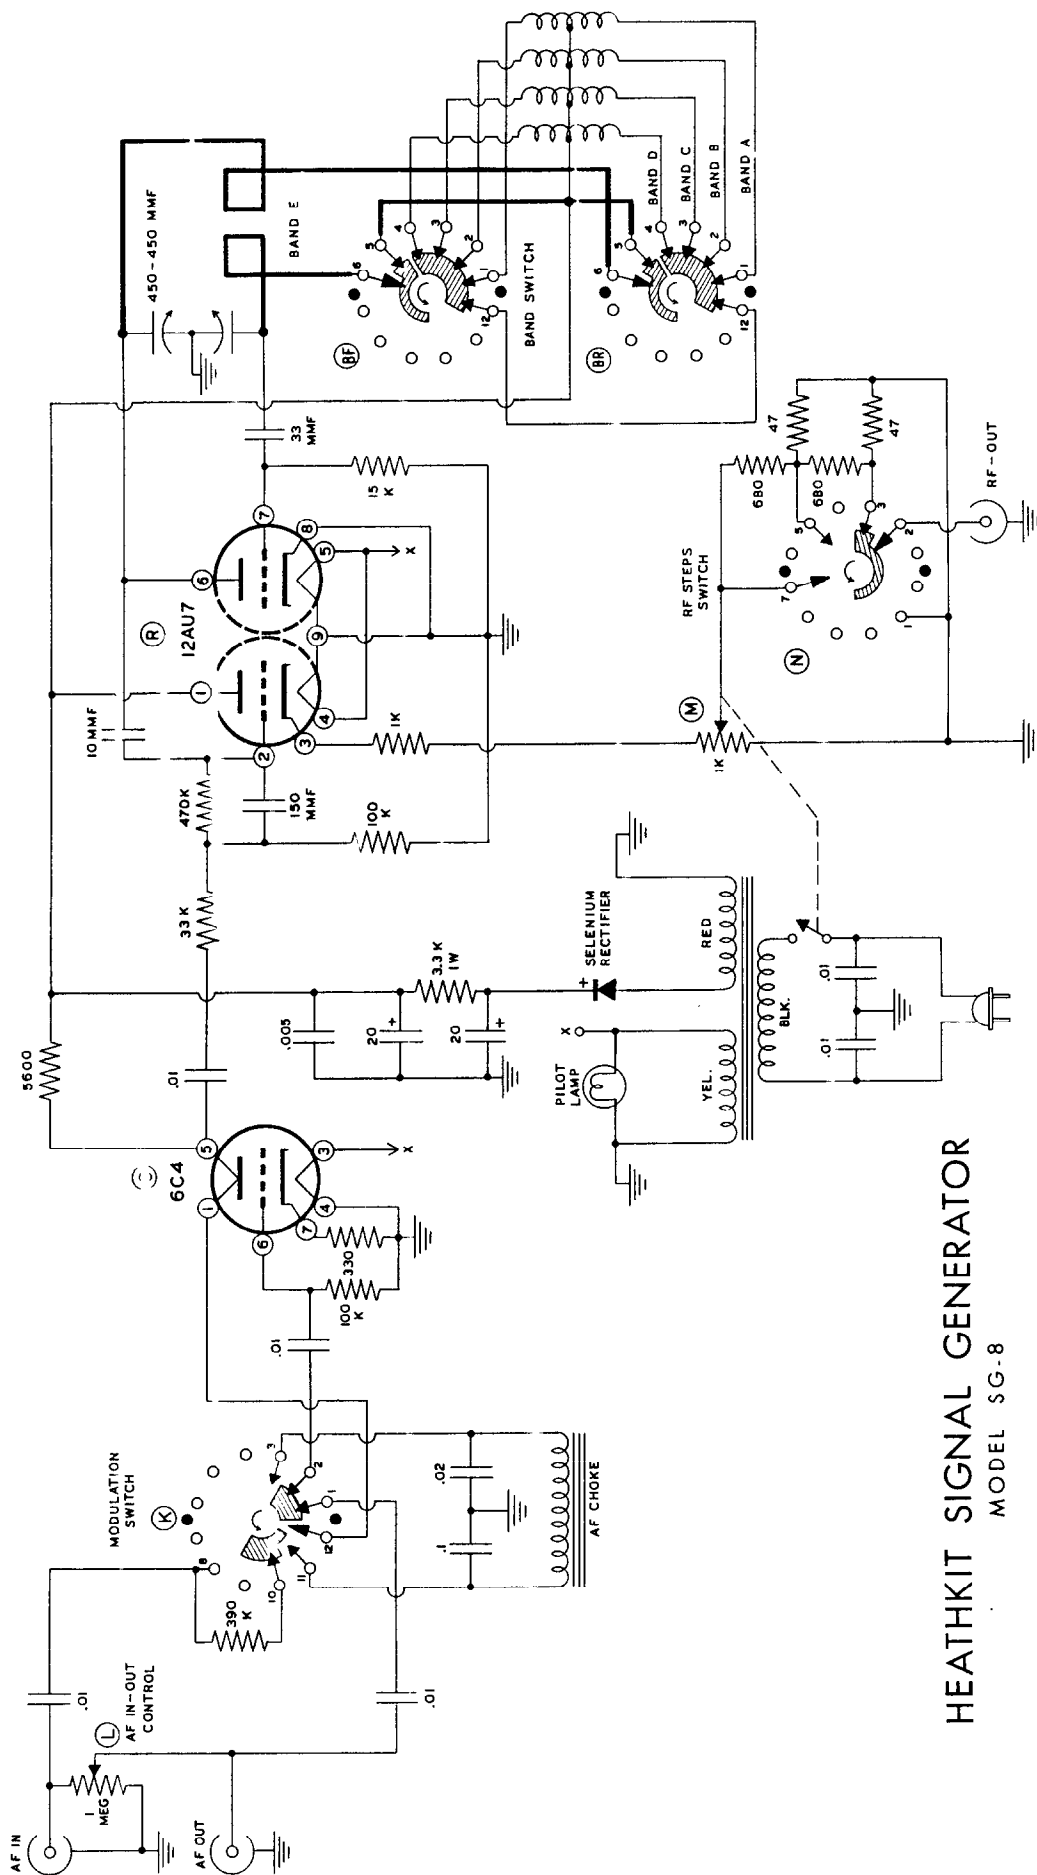 AF IN
1
MEG
L
AF IN-OUT
CONTROL
.01
AF OUT
.01
MODULATION
SWITCH
K
8
390
K
10
11
12
1
2
3
.1
.02
AF CHOKE
.01
6C4
1
5
6
7
4
3
X
100
K
330
5600
.01
33 K
470K
10 MMF
150
MMF
100
K
R
12AU7
1
6
2
7
3
4
9
5
8
X
1K
15
K
33
MMF
450-450 MMF
BAND E
.005
20
+
20
+
3.3 K
1W
+
SELENIUM
RECTIFIER
PILOT
LAMP
X
YEL.
RED
BLK.
.01
.01
M
1K
N
RF STEPS
SWITCH
7
5
3
2
1
680
680
47
47
RF-OUT
BF
6
5
4
3
2
1
12
BAND SWITCH
BR
6
5
4
3
2
1
12
BAND D
BAND C
BAND B
BAND A
HEATHKIT SIGNAL GENERATOR
MODEL SG-8